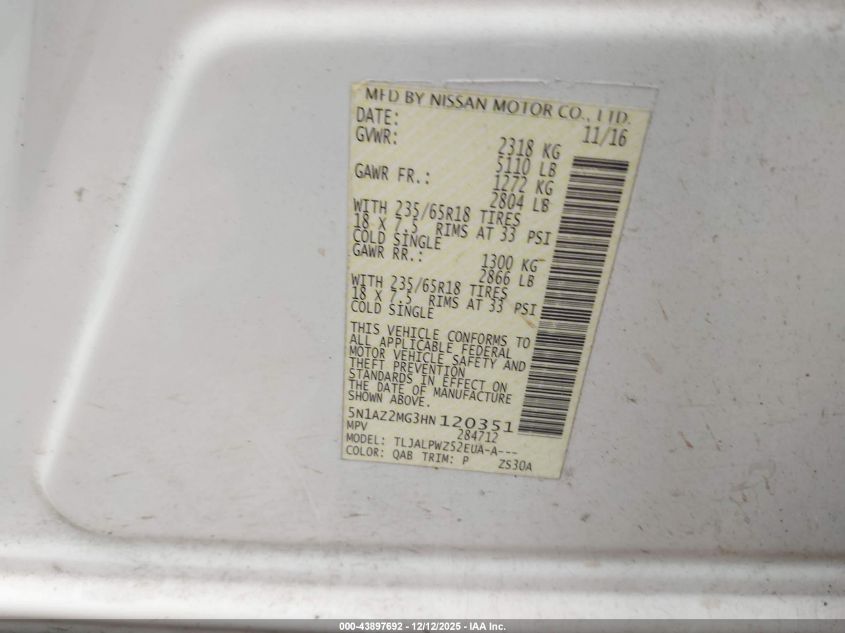 MFD BY NISSAN MOTOR CO., LTD.
DATE: 11/16
GVWR: 2318 KG
5110 LB
GAWR FR.: 1272 KG
2804 LB
WITH 235/65R18 TIRES
18 X 7.5 RIMS AT 33 PSI
COLD SINGLE
GAWR RR.: 1300 KG
2866 LB
WITH 235/65R18 TIRES
18 X 7.5 RIMS AT 33 PSI
COLD SINGLE
THIS VEHICLE CONFORMS TO
ALL APPLICABLE FEDERAL
MOTOR VEHICLE SAFETY AND
THEFT PREVENTION
STANDARDS IN EFFECT ON
THE DATE OF MANUFACTURE
SHOWN ABOVE.
5N1AZ2MG3HN120351
MPV 284712
MODEL: TLJALPWZ52EUA-A---
COLOR: QAB TRIM: P ZS30A
000-43897692 - 12/12/2025 - IAA Inc.